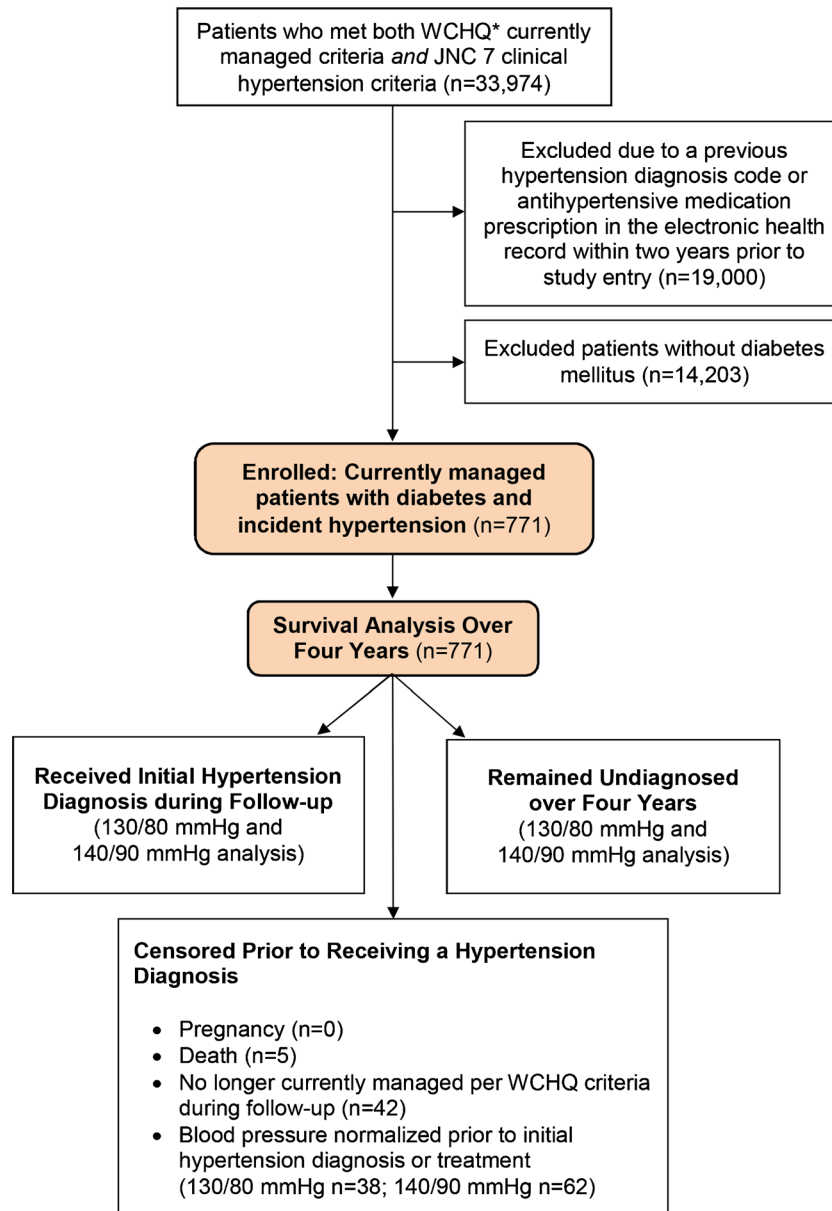 Patients who met both WCHQ* currently
managed criteria and JNC 7 clinical
hypertension criteria (n=33,974)
Excluded due to a previous
hypertension diagnosis code or
antihypertensive medication
prescription in the electronic health
record within two years prior to
study entry (n=19,000)
Excluded patients without diabetes
mellitus (n=14,203)
Enrolled: Currently managed
patients with diabetes and
incident hypertension (n=771)
Survival Analysis Over
Four Years (n=771)
Received Initial Hypertension
Diagnosis during Follow-up
(130/80 mmHg and
140/90 mmHg analysis)
Remained Undiagnosed
over Four Years
(130/80 mmHg and
140/90 mmHg analysis)
Censored Prior to Receiving a Hypertension
Diagnosis
• Pregnancy (n=0)
• Death (n=5)
• No longer currently managed per WCHQ criteria
during follow-up (n=42)
• Blood pressure normalized prior to initial
hypertension diagnosis or treatment
(130/80 mmHg n=38; 140/90 mmHg n=62)